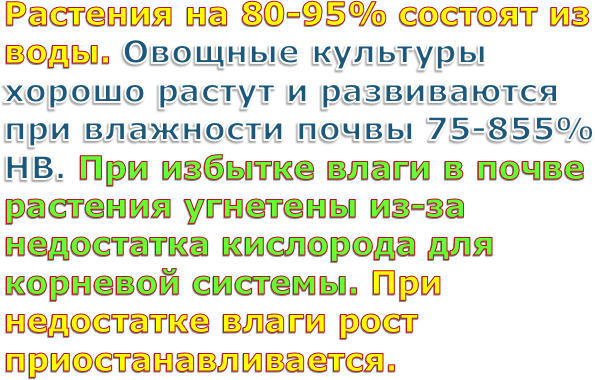 Растения на 80-95% состоят из
воды. Овощные культуры
хорошо растут и развиваются
при влажности почвы 75-855%
НВ. При избытке влаги в почве
растения угнетены из-за
недостатка кислорода для
корневой системы. При
недостатке влаги рост
приостанавливается.